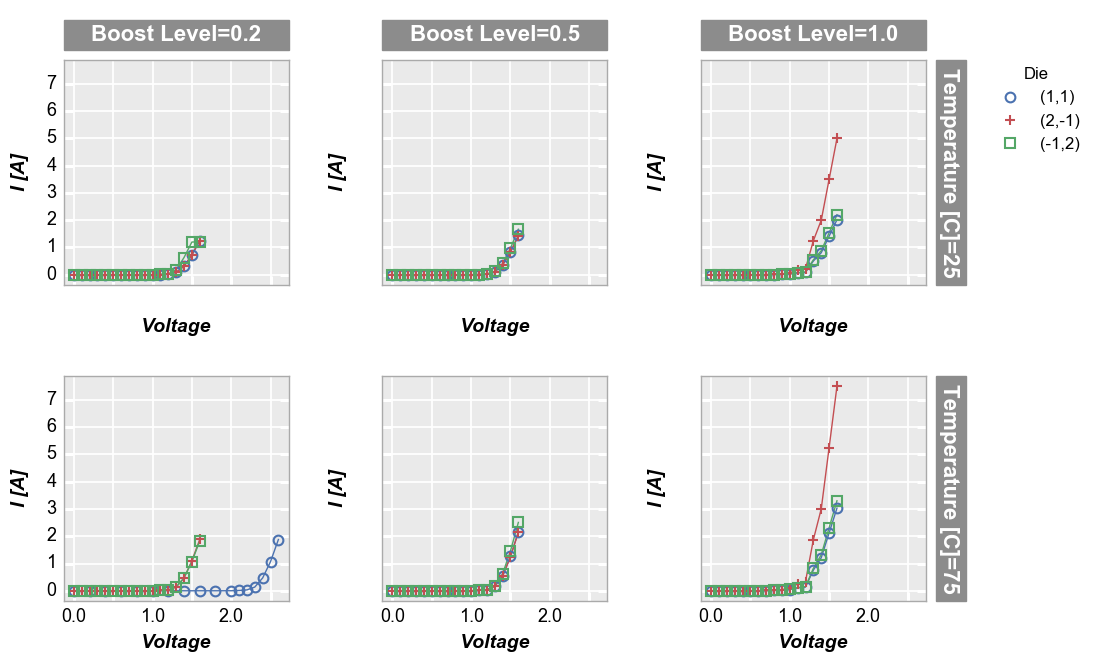 Boost Level=0.2
Boost Level=0.5
Boost Level=1.0
Die
(1,1)
(2,-1)
(-1,2)
Temperature [C]=25
I [A]
7
6
5
4
3
2
1
0
I [A]
I [A]
Voltage
Voltage
Voltage
Temperature [C]=75
I [A]
7
6
5
4
3
2
1
0
I [A]
I [A]
0.0 1.0 2.0
0.0 1.0 2.0
0.0 1.0 2.0
Voltage
Voltage
Voltage